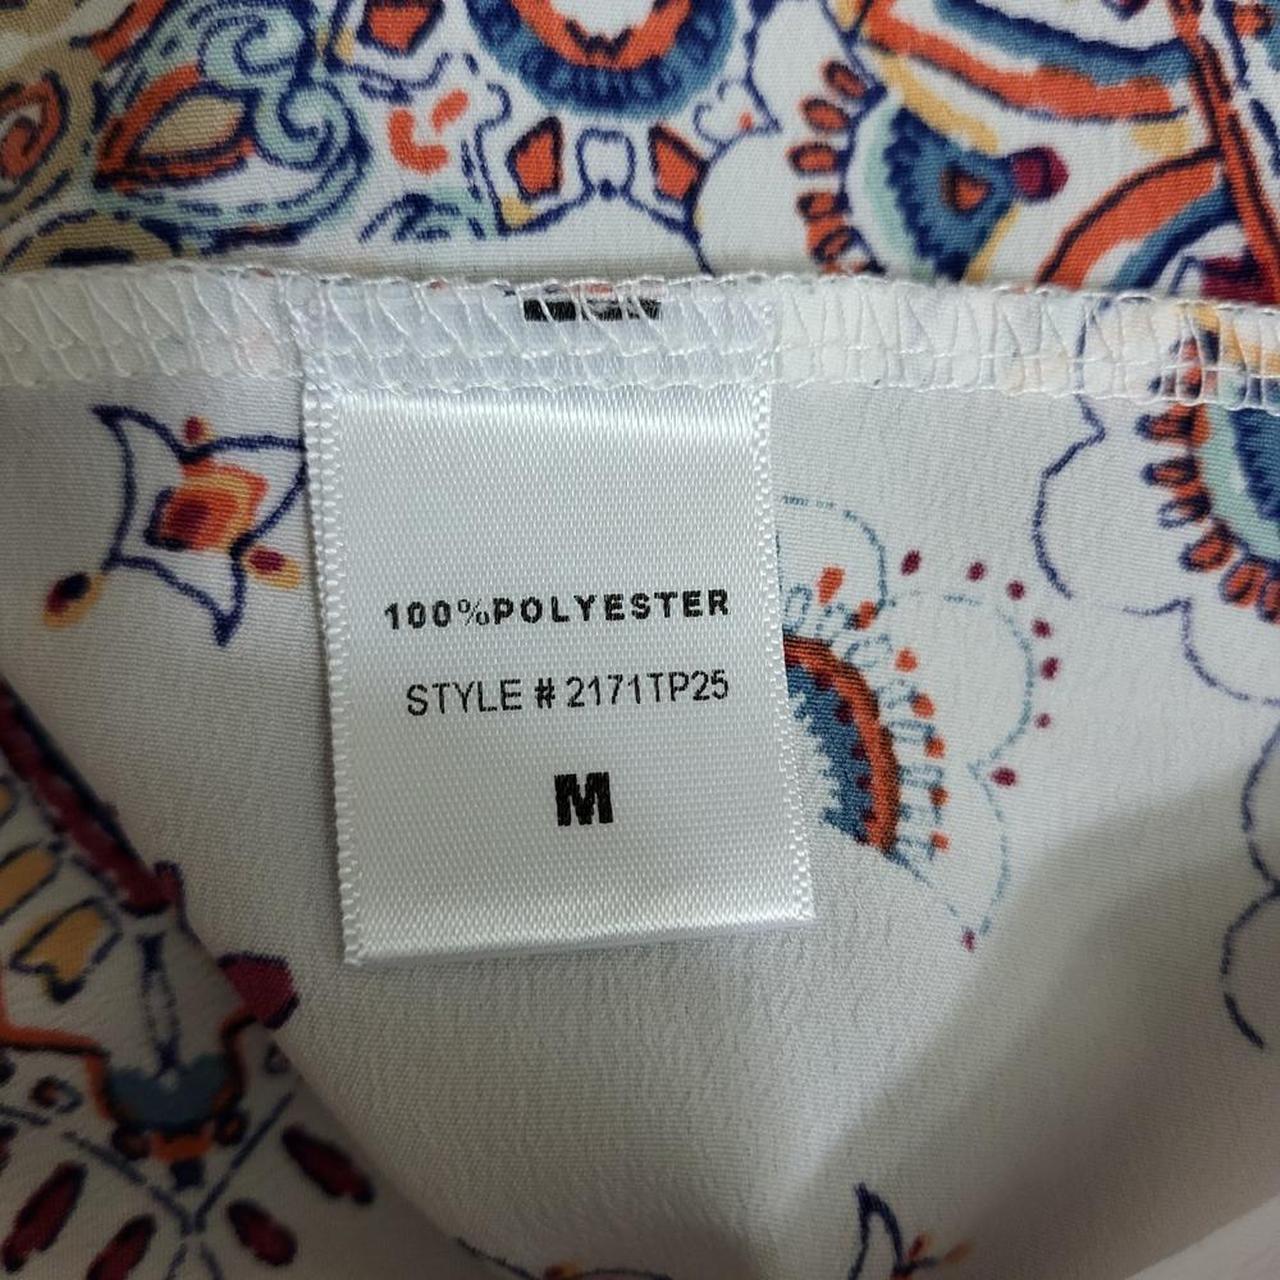 100%POLYESTER
STYLE # 2171TP25
M